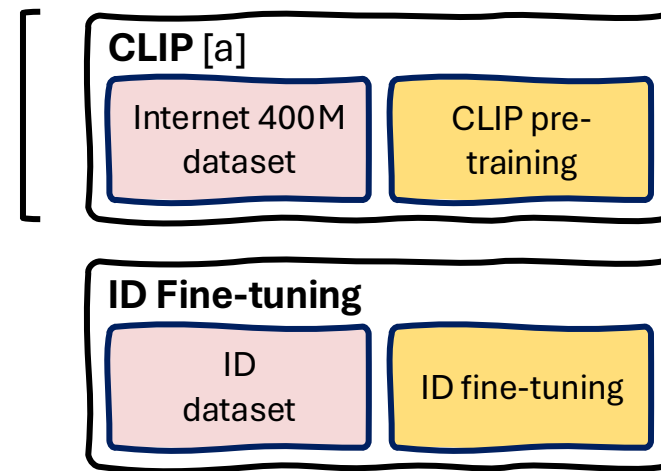 CLIP [a]
Internet 400M
dataset
CLIP pre-
training
ID Fine-tuning
ID
dataset
ID fine-tuning